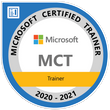 MICROSOFT CERTIFIED TRAINER
Microsoft
MCT
Trainer
2020 - 2021